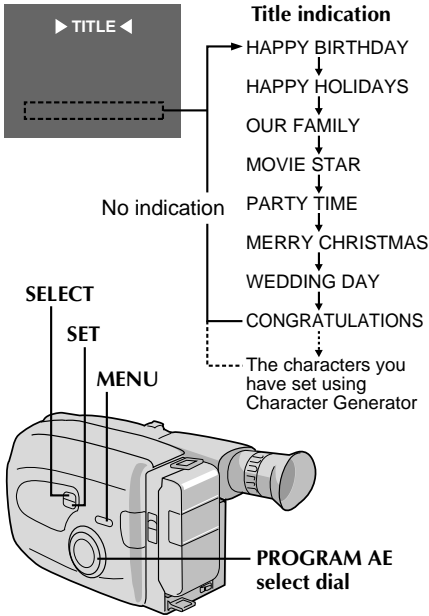 ▶ TITLE ◀
Title indication
HAPPY BIRTHDAY
HAPPY HOLIDAYS
OUR FAMILY
MOVIE STAR
PARTY TIME
MERRY CHRISTMAS
WEDDING DAY
CONGRATULATIONS
The characters you
have set using
Character Generator
No indication
SELECT
SET
MENU
PROGRAM AE
select dial